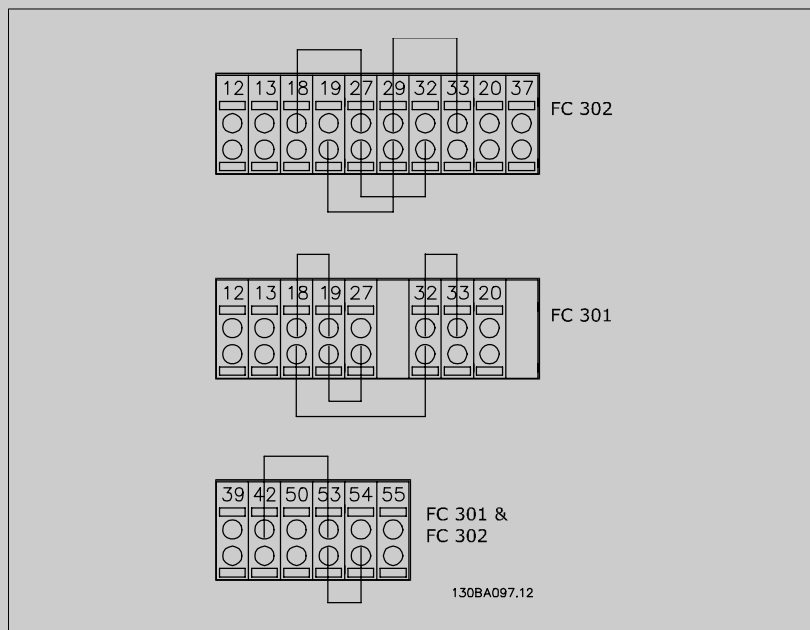 12 13 18 19 27 29 32 33 20 37
FC 302
12 13 18 19 27 32 33 20
FC 301
39 42 50 53 54 55
FC 301 &
FC 302
130BA097.12